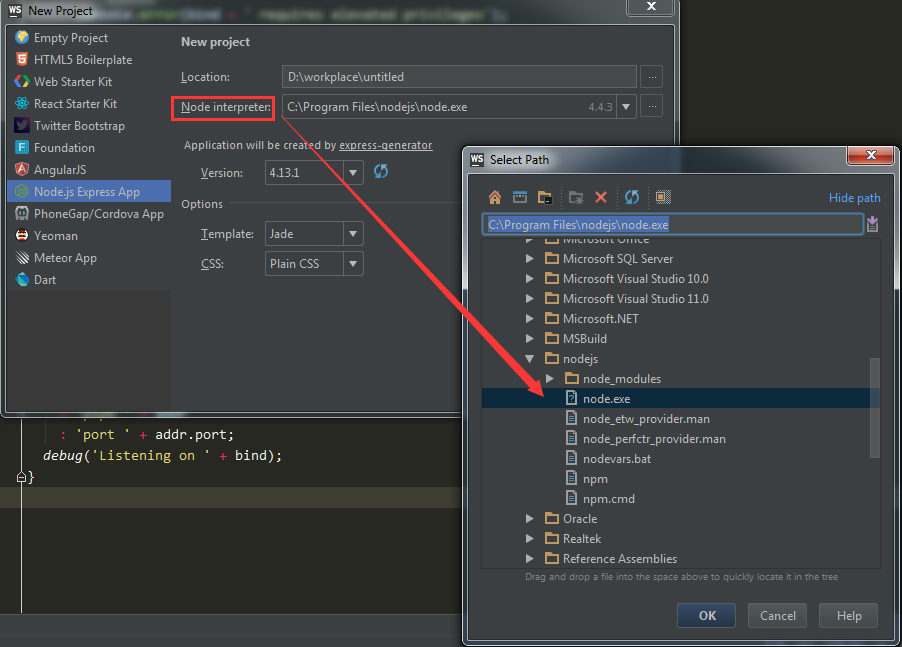 WS New Project
.error(bind + ' requires elevated privileges');
Empty Project
HTML5 Boilerplate
Web Starter Kit
React Starter Kit
Twitter Bootstrap
Foundation
AngularJS
Node.js Express App
PhoneGap/Cordova App
Yeoman
Meteor App
Dart
New project
Location: D:\workplace\untitled ...
Node interpreter: C:\Program Files\nodejs\node.exe 4.4.3 ...
Application will be created by express-generator
Version: 4.13.1
Options
Template: Jade
CSS: Plain CSS
: 'port ' + addr.port;
debug('Listening on ' + bind);
}
WS Select Path
Hide path
C:\Program Files\nodejs\node.exe
Microsoft Office
Microsoft SQL Server
Microsoft Visual Studio 10.0
Microsoft Visual Studio 11.0
Microsoft.NET
MSBuild
nodejs
node_modules
node.exe
node_etw_provider.man
node_perfctr_provider.man
nodevars.bat
npm
npm.cmd
Oracle
Realtek
Reference Assemblies
Drag and drop a file into the space above to quickly locate it in the tree
OK Cancel Help